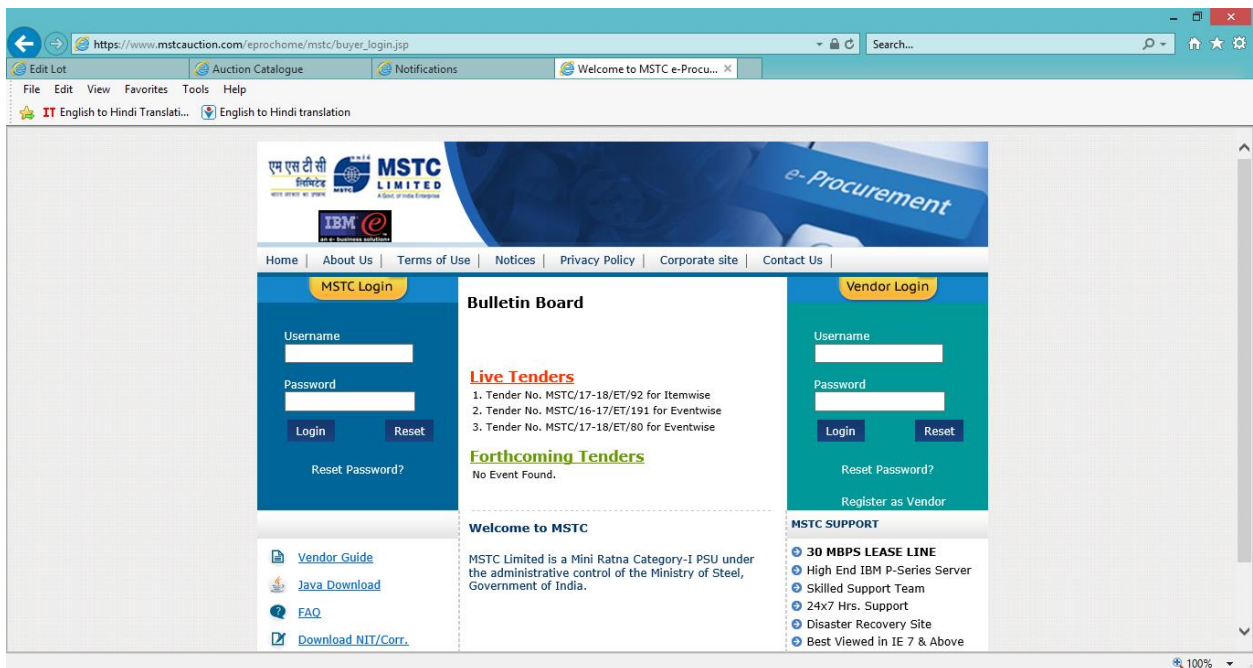 https://www.mstcauction.com/eprochome/mstc/buyer_login.jsp
Search...
Edit Lot
Auction Catalogue
Notifications
Welcome to MSTC e-Procu...
File Edit View Favorites Tools Help
IT English to Hindi Translati... English to Hindi translation
एम एस टी सी
लिमिटेड
MSTC
MSTC
LIMITED
A Govt. of India Enterprise
IBM e
an e- business solutions
e- Procurement
Home | About Us | Terms of Use | Notices | Privacy Policy | Corporate site | Contact Us |
MSTC Login
Username
Password
Login Reset
Reset Password?
Bulletin Board
Live Tenders
1. Tender No. MSTC/17-18/ET/92 for Itemwise
2. Tender No. MSTC/16-17/ET/191 for Eventwise
3. Tender No. MSTC/17-18/ET/80 for Eventwise
Forthcoming Tenders
No Event Found.
Vendor Login
Username
Password
Login Reset
Reset Password?
Register as Vendor
Vendor Guide
Java Download
FAQ
Download NIT/Corr.
Welcome to MSTC
MSTC Limited is a Mini Ratna Category-I PSU under
the administrative control of the Ministry of Steel,
Government of India.
MSTC SUPPORT
30 MBPS LEASE LINE
High End IBM P-Series Server
Skilled Support Team
24x7 Hrs. Support
Disaster Recovery Site
Best Viewed in IE 7 & Above
100%